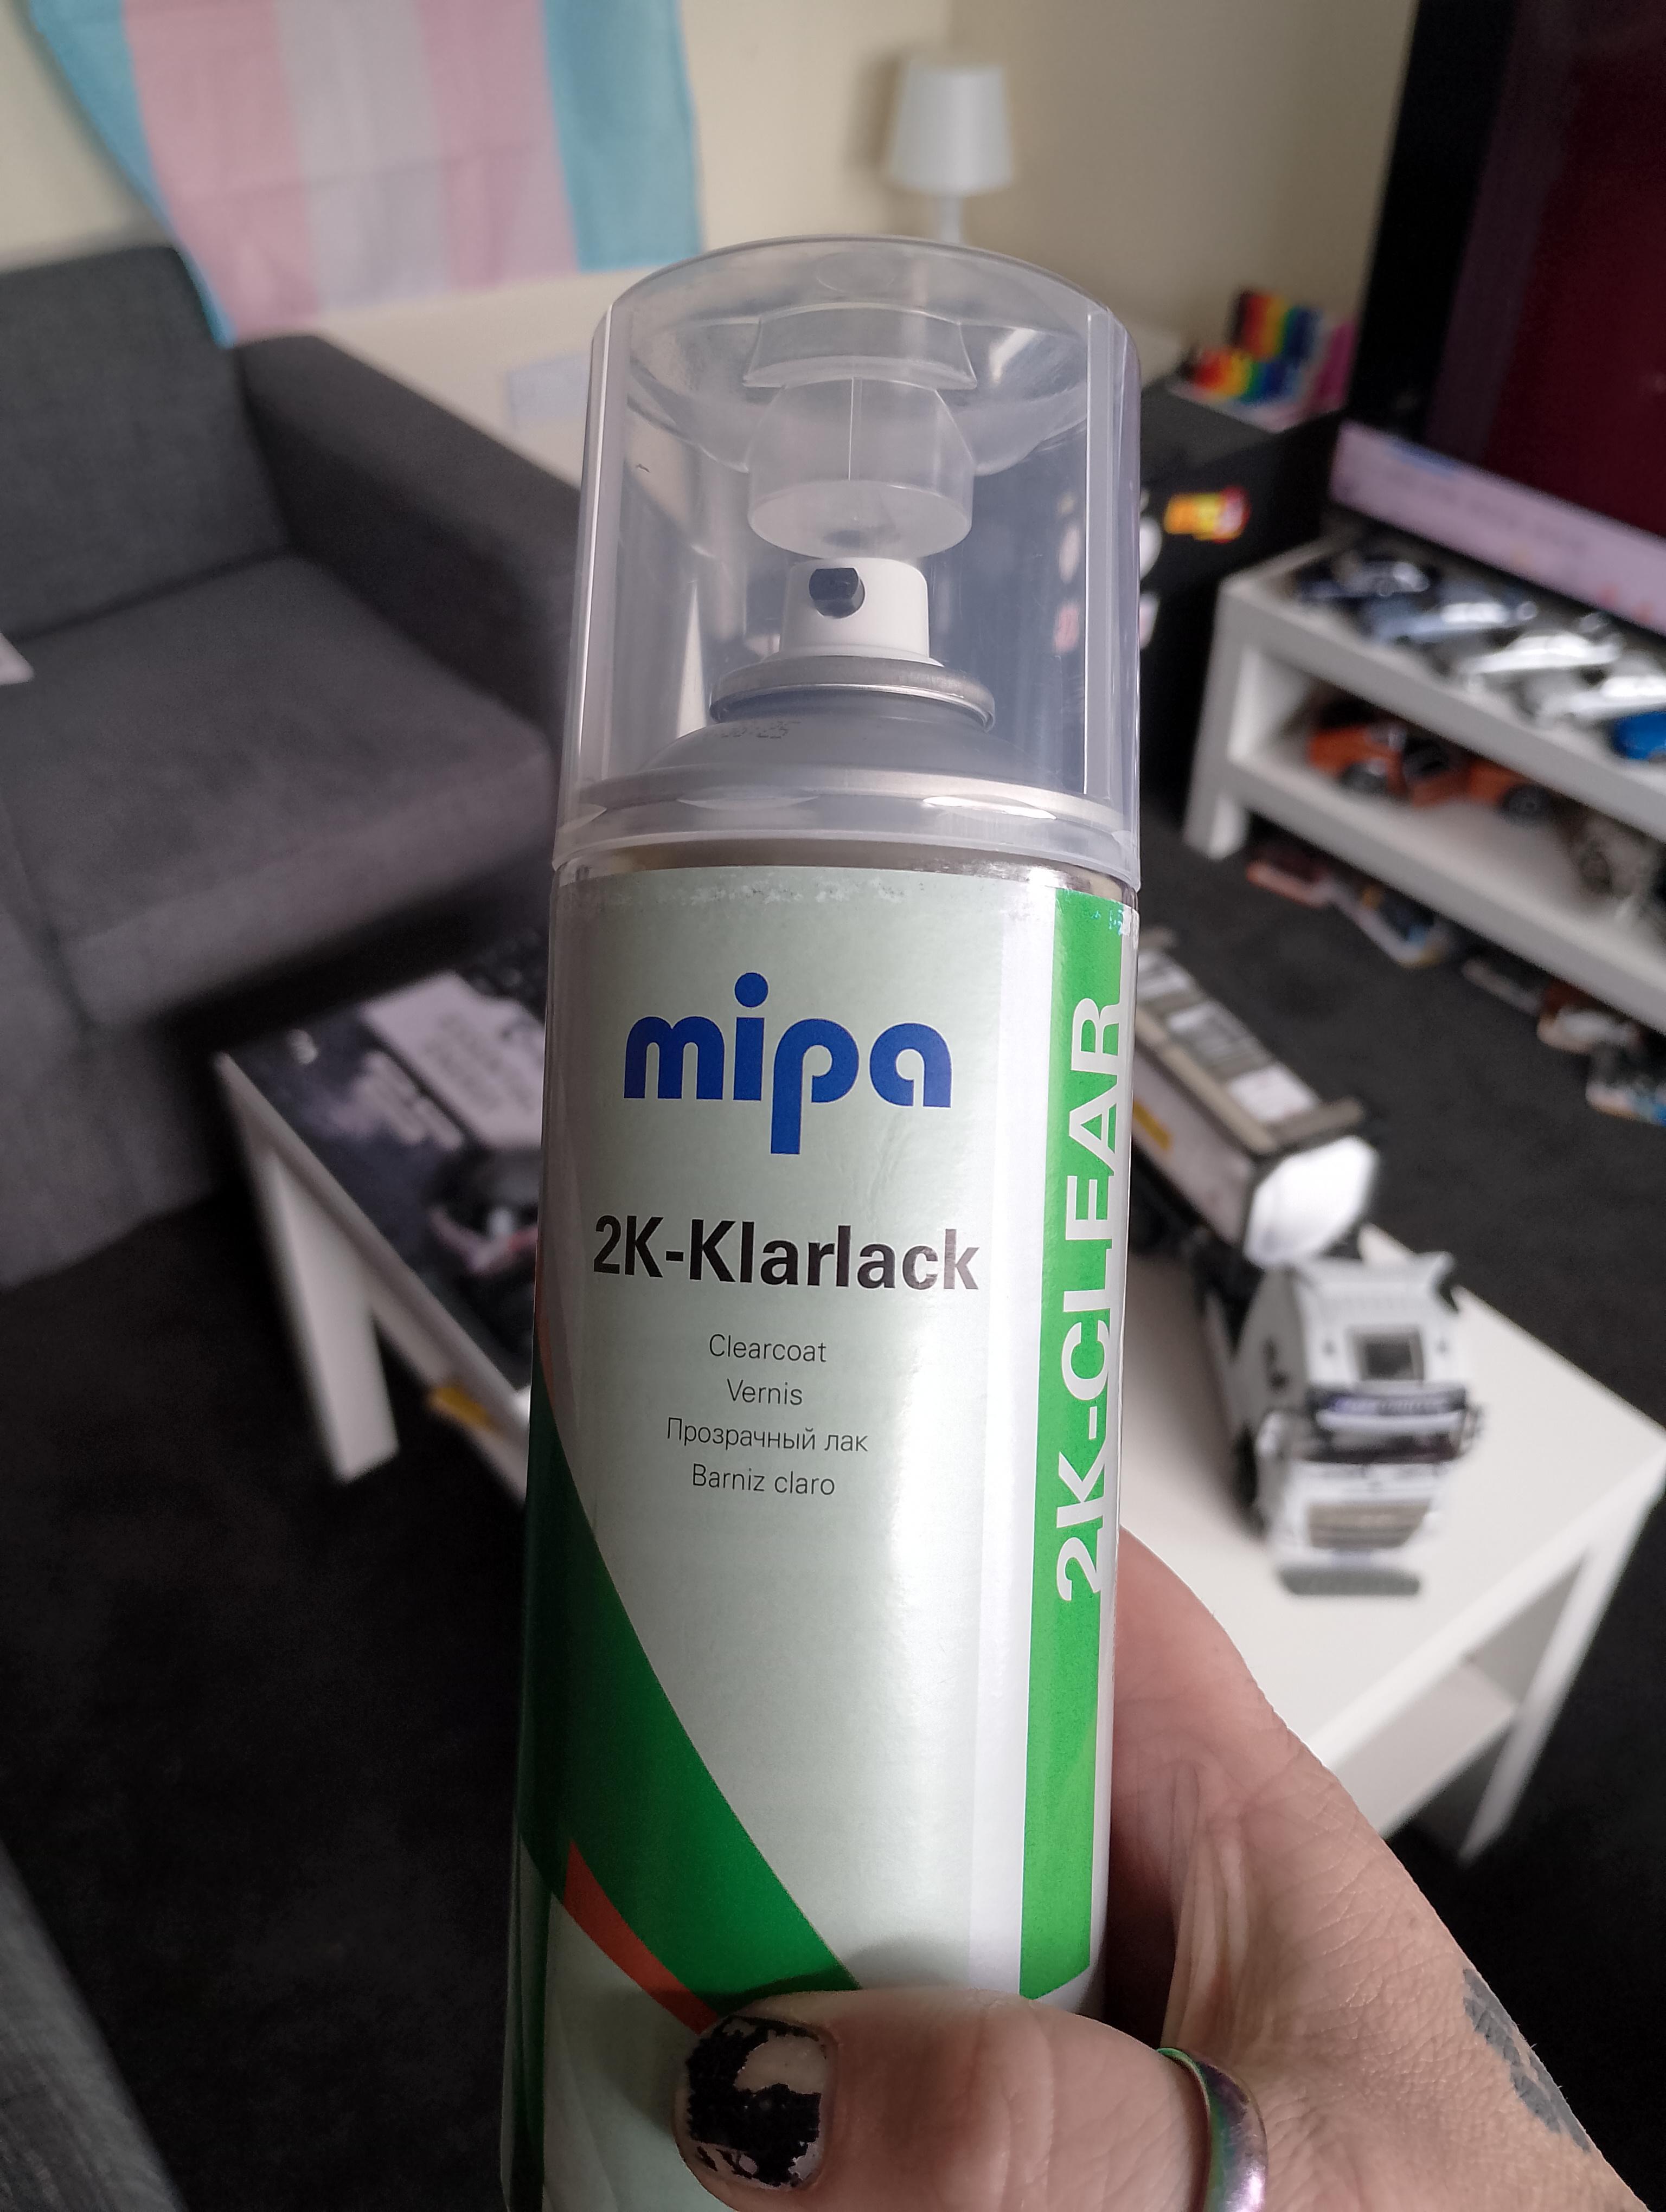 mipa
2K-Klarlack
Clearcoat
Vernis
Прозрачный лак
Barniz claro
2K-CLEAR